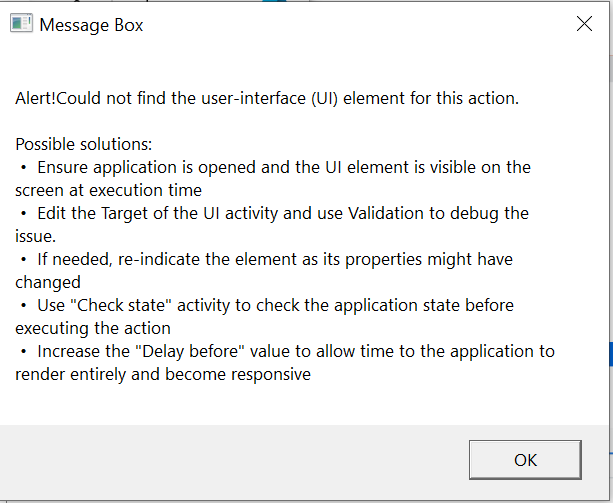 Message Box
Alert!Could not find the user-interface (UI) element for this action.
Possible solutions:
• Ensure application is opened and the UI element is visible on the
screen at execution time
• Edit the Target of the UI activity and use Validation to debug the
issue.
• If needed, re-indicate the element as its properties might have
changed
• Use "Check state" activity to check the application state before
executing the action
• Increase the "Delay before" value to allow time to the application to
render entirely and become responsive
OK